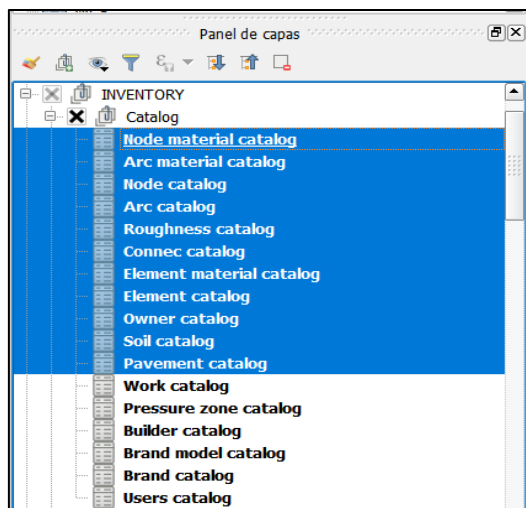 Panel de capas
INVENTORY
Catalog
Node material catalog
Arc material catalog
Node catalog
Arc catalog
Roughness catalog
Connec catalog
Element material catalog
Element catalog
Owner catalog
Soil catalog
Pavement catalog
Work catalog
Pressure zone catalog
Builder catalog
Brand model catalog
Brand catalog
Users catalog